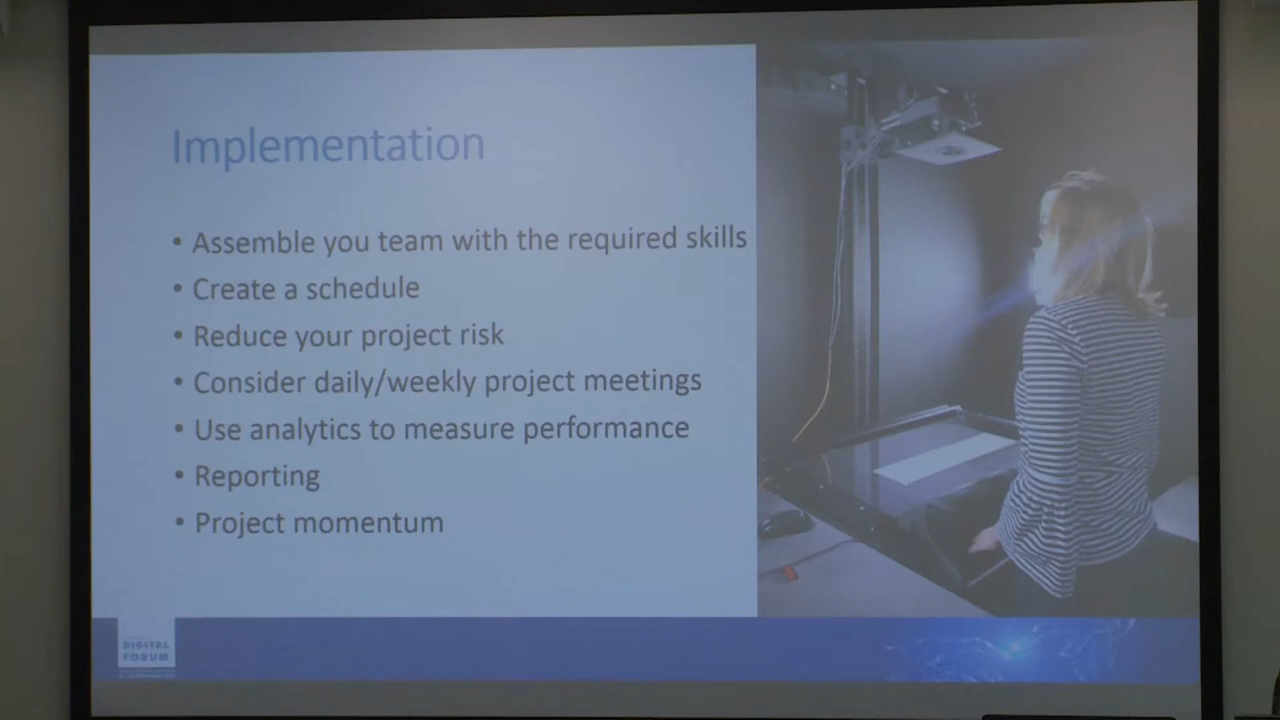 Implementation
• Assemble you team with the required skills
• Create a schedule
• Reduce your project risk
• Consider daily/weekly project meetings
• Use analytics to measure performance
• Reporting
• Project momentum
DIGITAL
FORUM